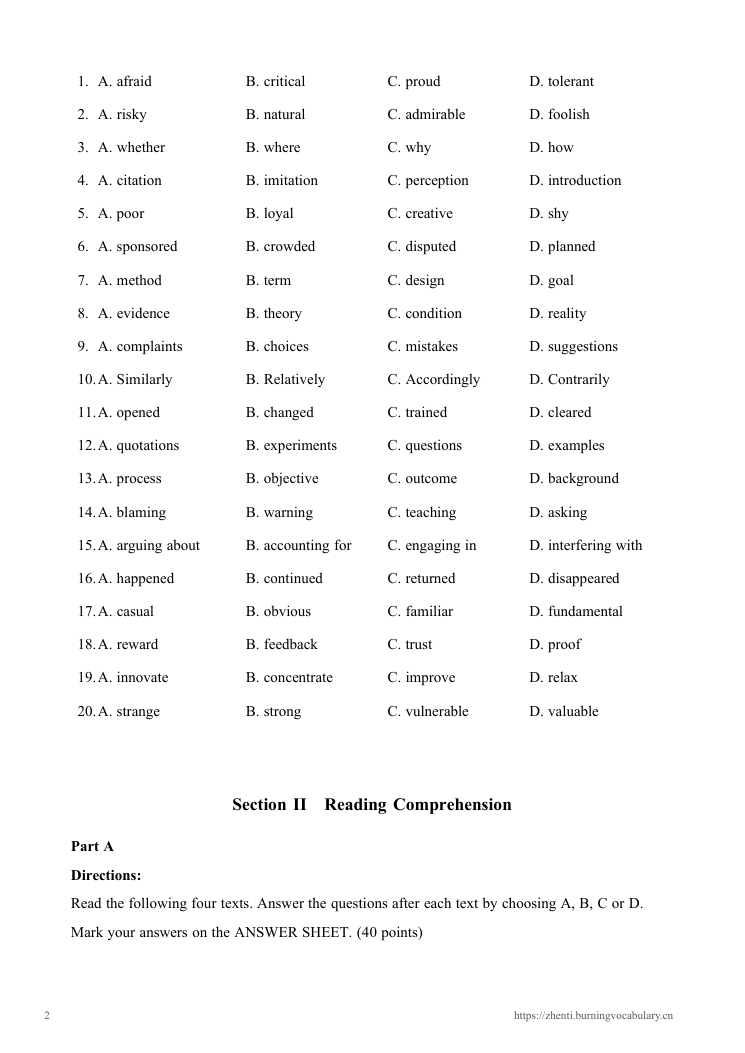 1. A. afraid B. critical C. proud D. tolerant
2. A. risky B. natural C. admirable D. foolish
3. A. whether B. where C. why D. how
4. A. citation B. imitation C. perception D. introduction
5. A. poor B. loyal C. creative D. shy
6. A. sponsored B. crowded C. disputed D. planned
7. A. method B. term C. design D. goal
8. A. evidence B. theory C. condition D. reality
9. A. complaints B. choices C. mistakes D. suggestions
10. A. Similarly B. Relatively C. Accordingly D. Contrarily
11. A. opened B. changed C. trained D. cleared
12. A. quotations B. experiments C. questions D. examples
13. A. process B. objective C. outcome D. background
14. A. blaming B. warning C. teaching D. asking
15. A. arguing about B. accounting for C. engaging in D. interfering with
16. A. happened B. continued C. returned D. disappeared
17. A. casual B. obvious C. familiar D. fundamental
18. A. reward B. feedback C. trust D. proof
19. A. innovate B. concentrate C. improve D. relax
20. A. strange B. strong C. vulnerable D. valuable
Section II Reading Comprehension
Part A
Directions:
Read the following four texts. Answer the questions after each text by choosing A, B, C or D.
Mark your answers on the ANSWER SHEET. (40 points)
2 https://zhenti.burningvocabulary.cn